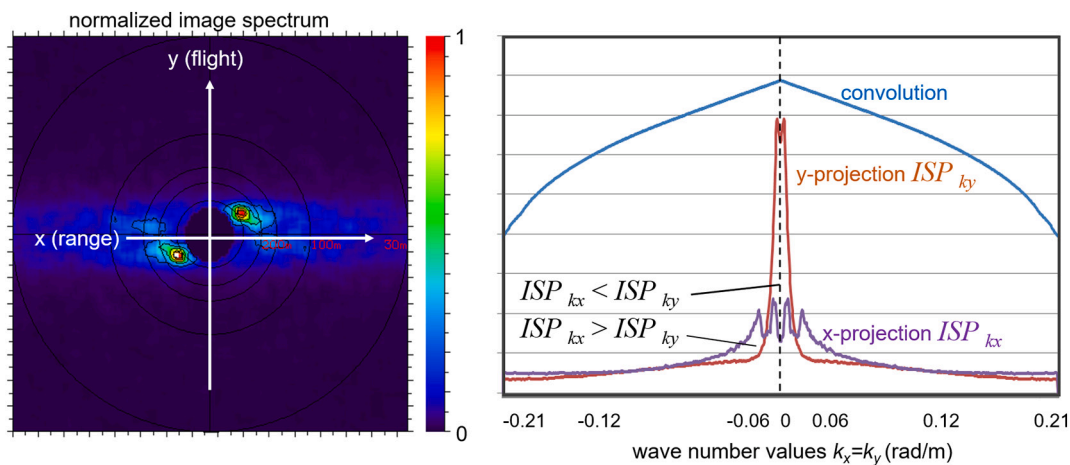 normalized image spectrum
y (flight)
x (range)
100m
30m
1
0
convolution
y-projection ISP ky
ISP kx < ISP ky
ISP kx > ISP ky
x-projection ISP kx
-0.21 -0.12 -0.06 0 0.06 0.12 0.21
wave number values kx=ky (rad/m)